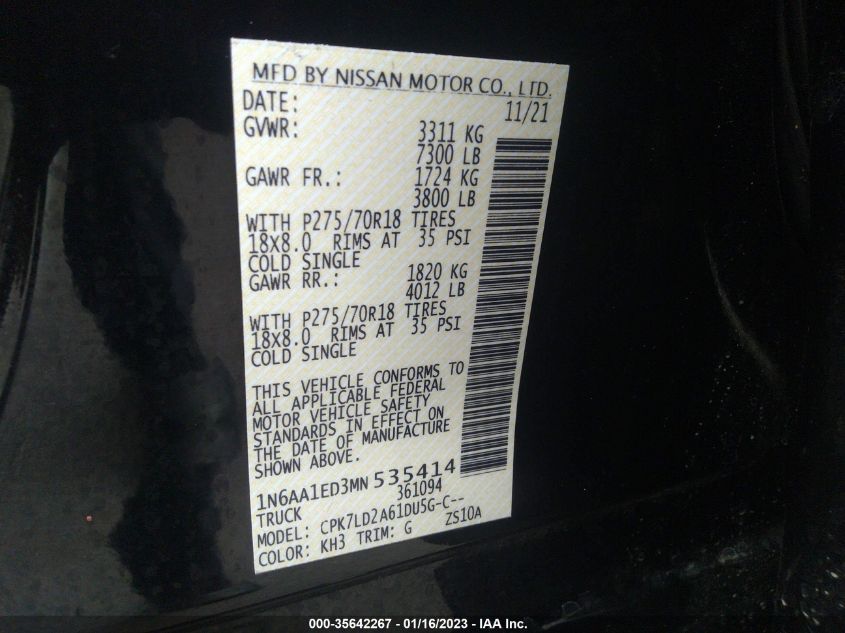 MFD BY NISSAN MOTOR CO., LTD.
DATE: 11/21
GVWR: 3311 KG
7300 LB
GAWR FR.: 1724 KG
3800 LB
WITH P275/70R18 TIRES
18x8.0 RIMS AT 35 PSI
COLD SINGLE
GAWR RR.: 1820 KG
4012 LB
WITH P275/70R18 TIRES
18x8.0 RIMS AT 35 PSI
COLD SINGLE
THIS VEHICLE CONFORMS TO
ALL APPLICABLE FEDERAL
MOTOR VEHICLE SAFETY
STANDARDS IN EFFECT ON
THE DATE OF MANUFACTURE
SHOWN ABOVE.
1N6AA1ED3MN 535414
TRUCK 361094
MODEL: CPK7LD2A61DU5G-C--
COLOR: KH3 TRIM: G ZS10A
000-35642267 - 01/16/2023 - IAA Inc.